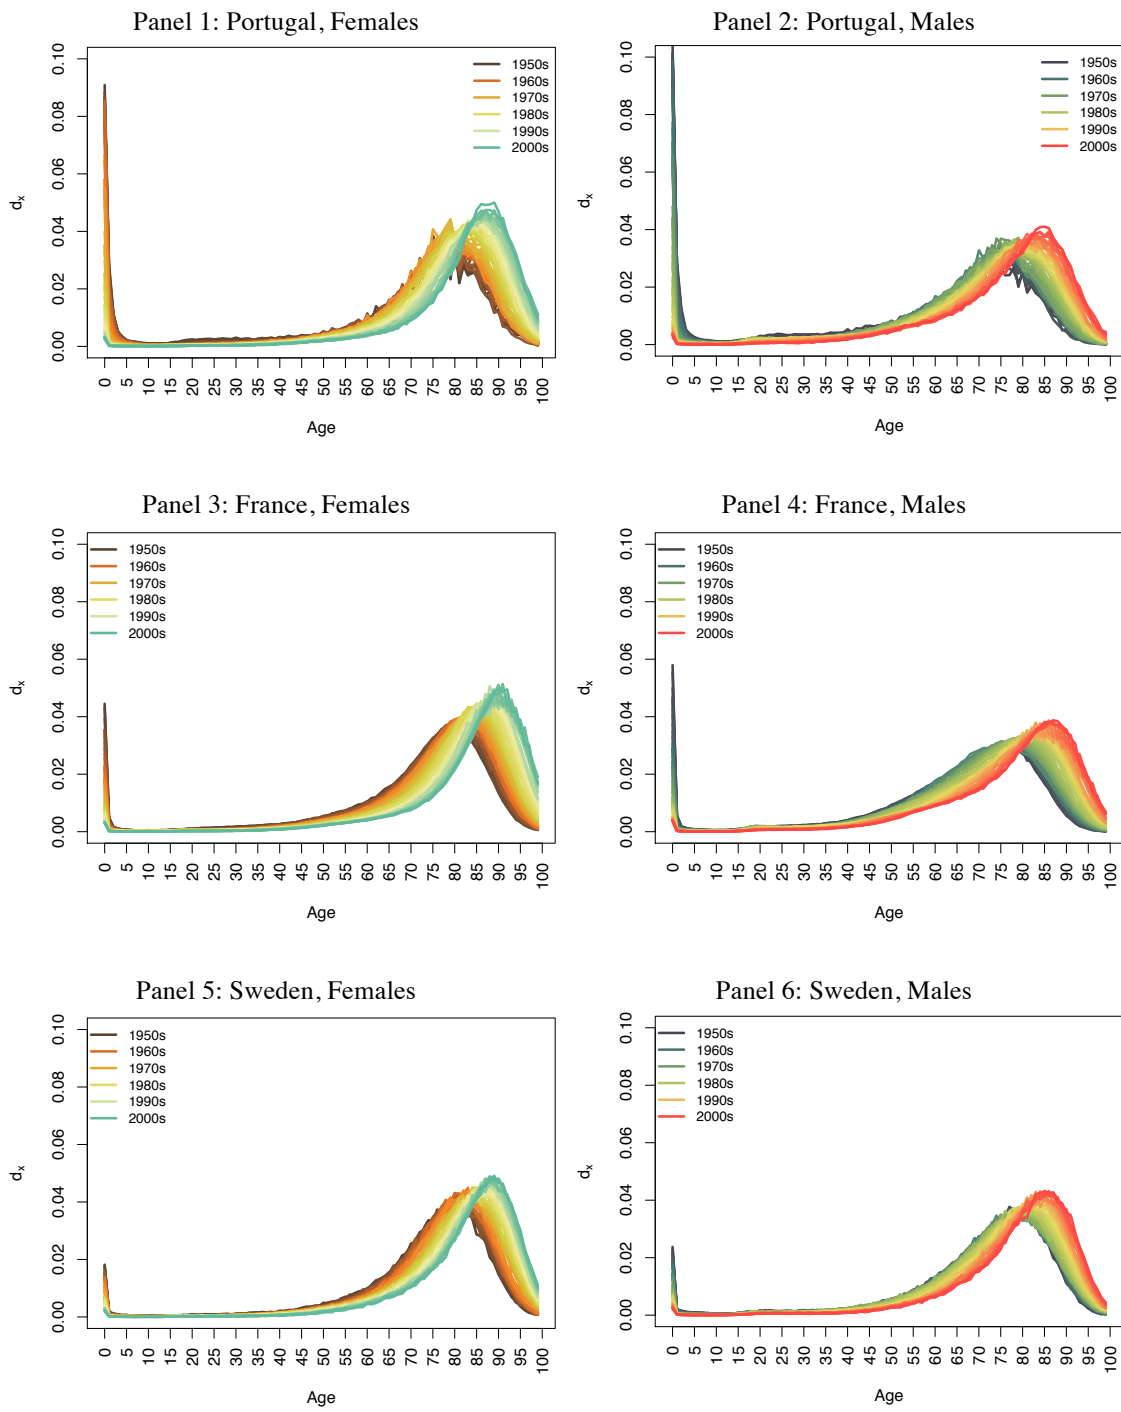 Panel 1: Portugal, Females
0.00 0.02 0.04 0.06 0.08 0.10
dx
1950s
1960s
1970s
1980s
1990s
2000s
0 5 10 15 20 25 30 35 40 45 50 55 60 65 70 75 80 85 90 95 100
Age
Panel 2: Portugal, Males
0.00 0.02 0.04 0.06 0.08 0.10
dx
1950s
1960s
1970s
1980s
1990s
2000s
0 5 10 15 20 25 30 35 40 45 50 55 60 65 70 75 80 85 90 95 100
Age
Panel 3: France, Females
0.00 0.02 0.04 0.06 0.08 0.10
dx
1950s
1960s
1970s
1980s
1990s
2000s
0 5 10 15 20 25 30 35 40 45 50 55 60 65 70 75 80 85 90 95 100
Age
Panel 4: France, Males
0.00 0.02 0.04 0.06 0.08 0.10
dx
1950s
1960s
1970s
1980s
1990s
2000s
0 5 10 15 20 25 30 35 40 45 50 55 60 65 70 75 80 85 90 95 100
Age
Panel 5: Sweden, Females
0.00 0.02 0.04 0.06 0.08 0.10
dx
1950s
1960s
1970s
1980s
1990s
2000s
0 5 10 15 20 25 30 35 40 45 50 55 60 65 70 75 80 85 90 95 100
Age
Panel 6: Sweden, Males
0.00 0.02 0.04 0.06 0.08 0.10
dx
1950s
1960s
1970s
1980s
1990s
2000s
0 5 10 15 20 25 30 35 40 45 50 55 60 65 70 75 80 85 90 95 100
Age